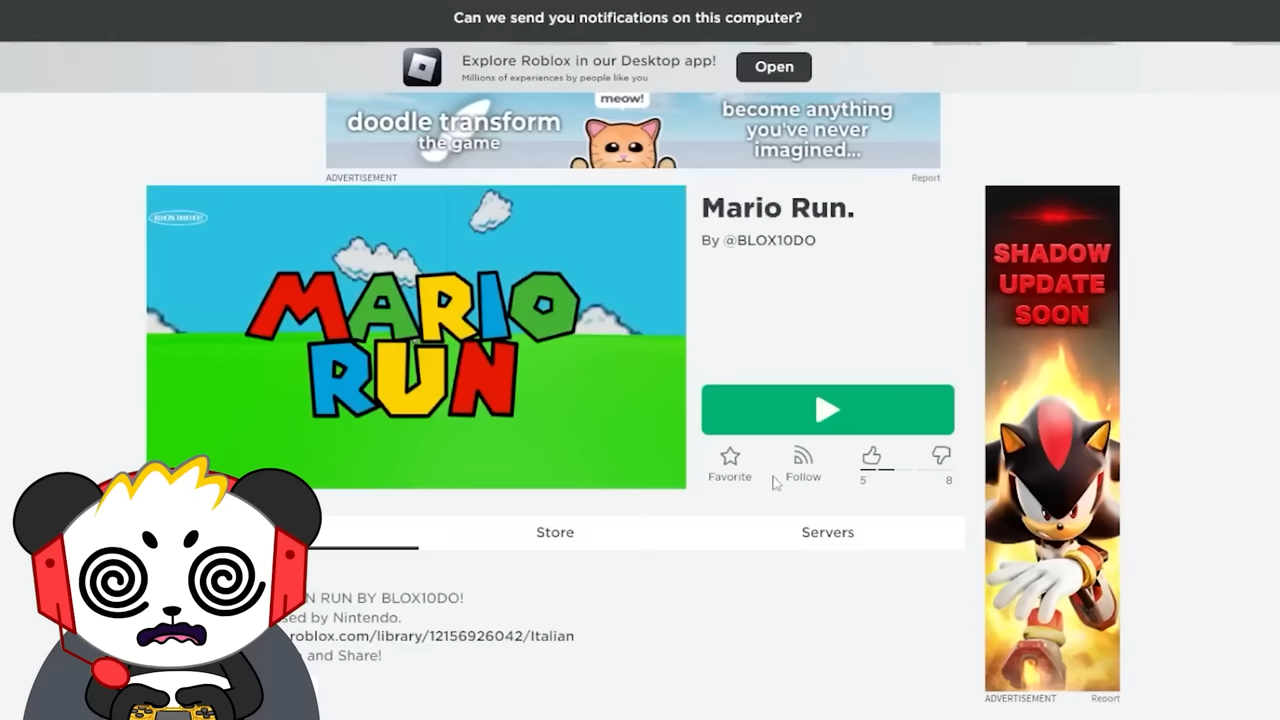 Can we send you notifications on this computer?
Explore Roblox in our Desktop app!
Millions of experiences by people like you
Open
meow!
doodle transform
the game
become anything
you've never
imagined...
ADVERTISEMENT
Report
MARIO
RUN
Mario Run.
By @BLOX10DO
SHADOW
UPDATE
SOON
Favorite
Follow
5
8
Store
Servers
N RUN BY BLOX10DO!
sed by Nintendo.
roblox.com/library/12156926042/Italian
and Share!
ADVERTISEMENT
Report